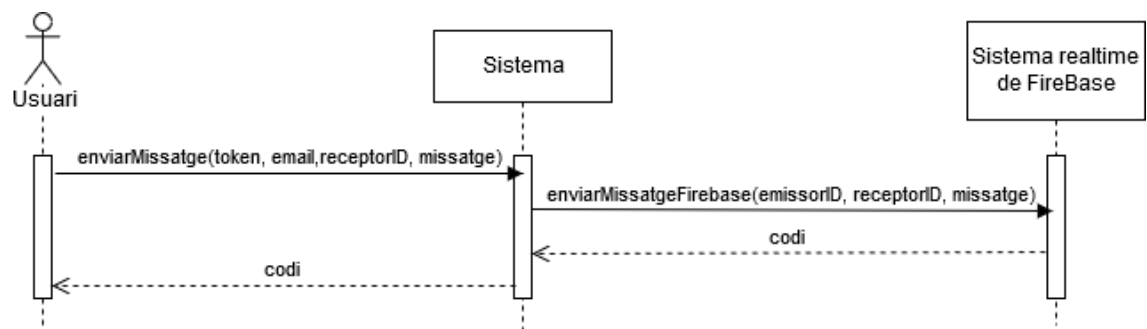 Usuari
Sistema
Sistema realtime
de FireBase
enviarMissatge(token, email,receptorID, missatge)
enviarMissatgeFirebase(emissorID, receptorID, missatge)
codi
codi